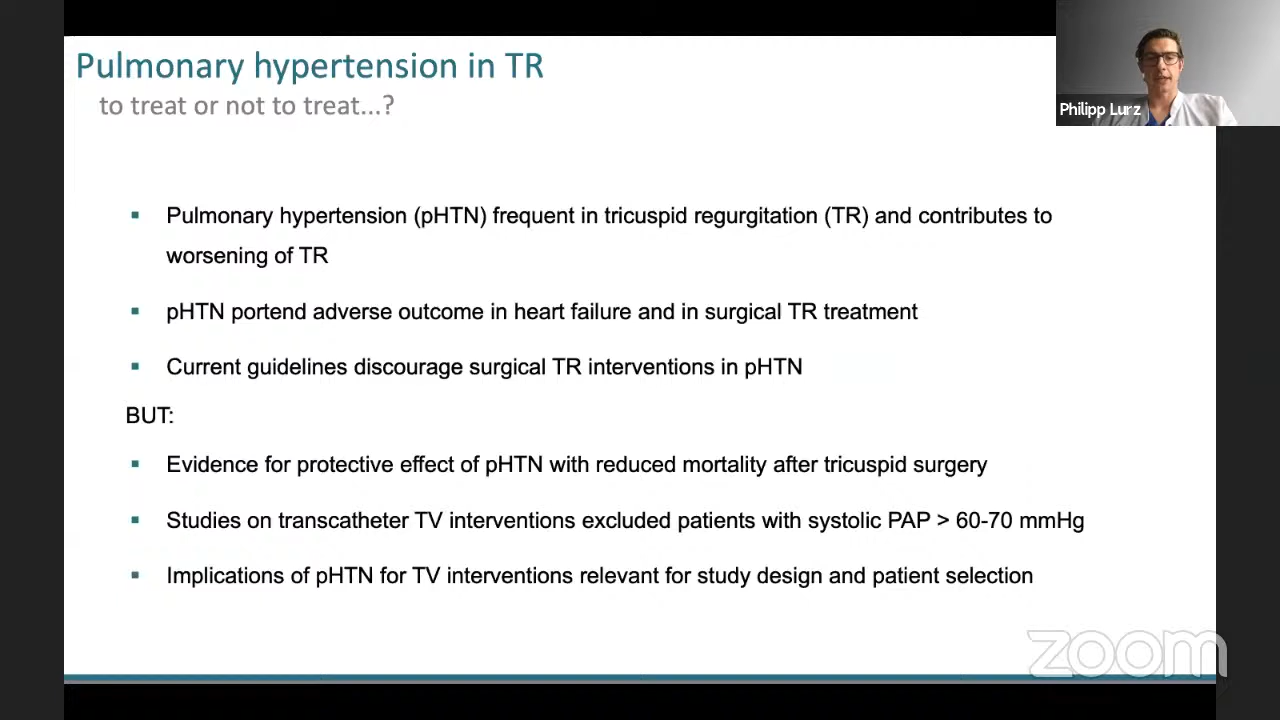 Pulmonary hypertension in TR
to treat or not to treat...?
Philipp Lurz
▪ Pulmonary hypertension (pHTN) frequent in tricuspid regurgitation (TR) and contributes to
worsening of TR
▪ pHTN portend adverse outcome in heart failure and in surgical TR treatment
▪ Current guidelines discourage surgical TR interventions in pHTN
BUT:
▪ Evidence for protective effect of pHTN with reduced mortality after tricuspid surgery
▪ Studies on transcatheter TV interventions excluded patients with systolic PAP > 60-70 mmHg
▪ Implications of pHTN for TV interventions relevant for study design and patient selection
zoom